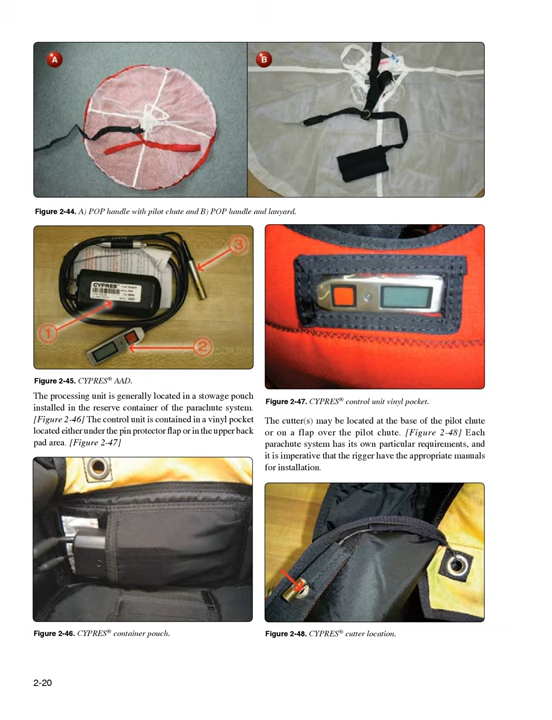 A
B
Figure 2-44. A) POP handle with pilot chute and B) POP handle and lanyard.
CYPRES
1
2
3
Figure 2-45. CYPRES® AAD.
The processing unit is generally located in a stowage pouch
installed in the reserve container of the parachute system.
[Figure 2-46] The control unit is contained in a vinyl pocket
located either under the pin protector flap or in the upper back
pad area. [Figure 2-47]
Figure 2-47. CYPRES® control unit vinyl pocket.
The cutter(s) may be located at the base of the pilot chute
or on a flap over the pilot chute. [Figure 2-48] Each
parachute system has its own particular requirements, and
it is imperative that the rigger have the appropriate manuals
for installation.
Figure 2-46. CYPRES® container pouch.
Figure 2-48. CYPRES® cutter location.
2-20